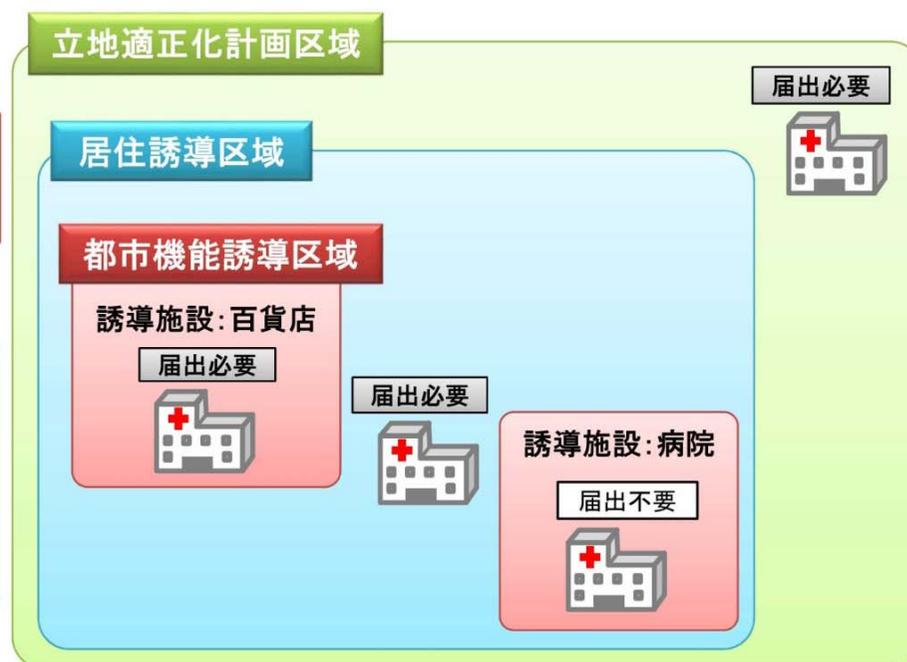 立地適正化計画区域
届出必要
居住誘導区域
都市機能誘導区域
誘導施設:百貨店
届出必要
届出必要
誘導施設:病院
届出不要